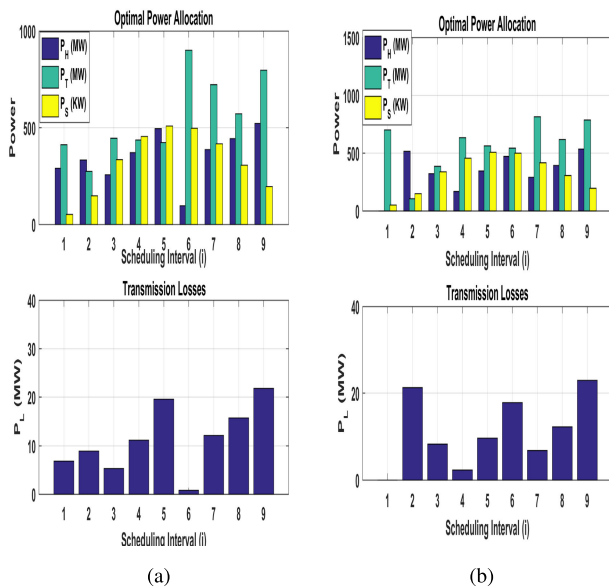 Optimal Power Allocation
1000
500
0
Power
P_H (MW)
P_T (MW)
P_S (KW)
1 2 3 4 5 6 7 8 9
Scheduling Interval (i)
Transmission Losses
40
30
20
10
0
P_L (MW)
1 2 3 4 5 6 7 8 9
Scheduling Interval (i)
(a)
Optimal Power Allocation
1500
1000
500
0
Power
P_H (MW)
P_T (MW)
P_S (KW)
1 2 3 4 5 6 7 8 9
Scheduling Interval (i)
Transmission Losses
40
20
0
P_L (MW)
1 2 3 4 5 6 7 8 9
Scheduling Interval (i)
(b)